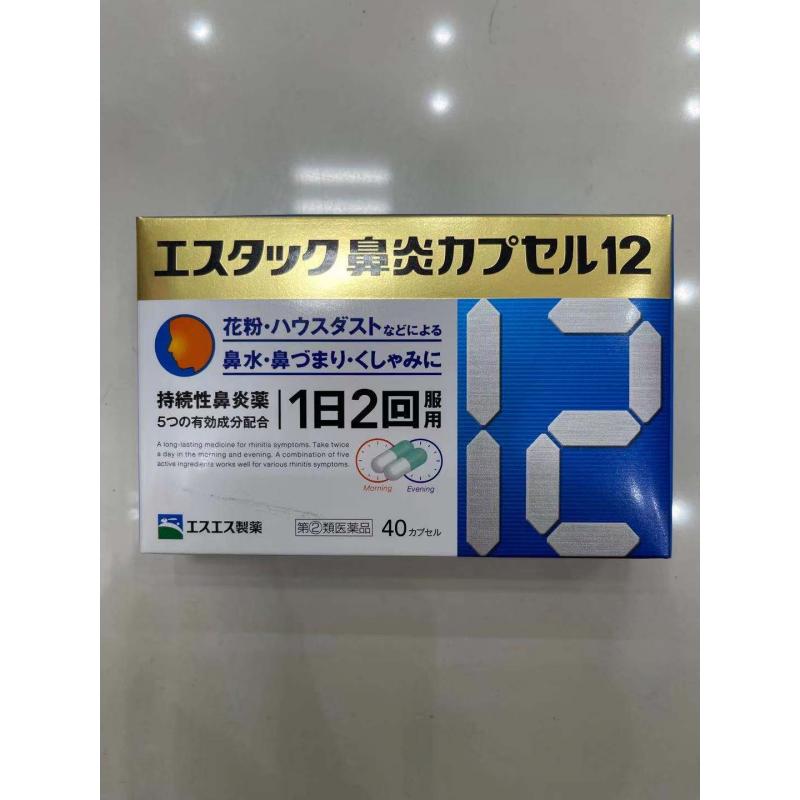 エスタック鼻炎カプセル12
花粉・ハウスダストなどによる
鼻水・鼻づまり・くしゃみに
持続性鼻炎薬
5つの有効成分配合
1日2回服用
A long-lasting medicine for rhinitis symptoms. Take twice
a day in the morning and evening. A combination of five
active ingredients works well for various rhinitis symptoms.
Morning
Evening
エスエス製薬
指②類医薬品
40カプセル
12